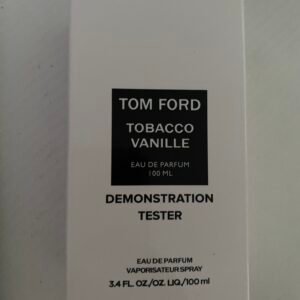 TOM FORD
TOBACCO
VANILLE
EAU DE PARFUM
100 ML
DEMONSTRATION
TESTER
EAU DE PARFUM
VAPORISATEUR SPRAY
3.4 FL. OZ./OZ. LIQ./100 ml